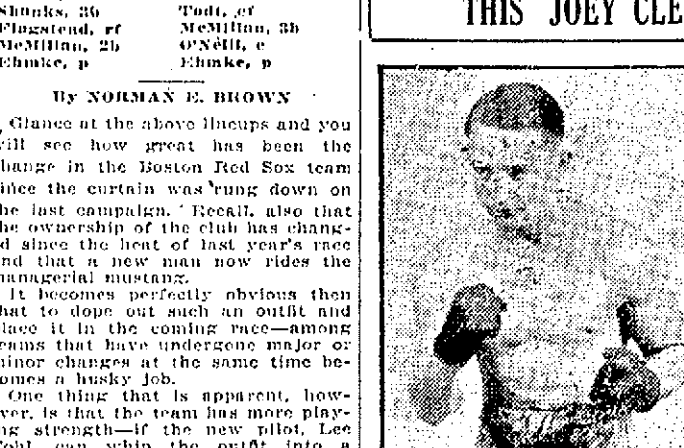 Shanks, 3b
Flagstead, rf
McMillan, 2b
Ehmke, p
Todt, cf
McMillan, 3b
O'Neill, c
Ehmke, p
By NORMAN E. BROWN
Glance at the above lineups and you
will see how great has been the
change in the Boston Red Sox team
since the curtain was rung down on
the last campaign. Recall, also that
the ownership of the club has chang-
ed since the heat of last year's race
and that a new man now rides the
managerial mustang.
It becomes perfectly obvious then
that to dope out such an outfit and
place it in the coming race—among
teams that have undergone major or
minor changes at the same time be-
comes a husky job.
One thing that is apparent, how-
ever, is that the team has more play-
ing strength—if the new pilot, Lee
Fohl, can whip the outfit into a
THIS JOEY CLE